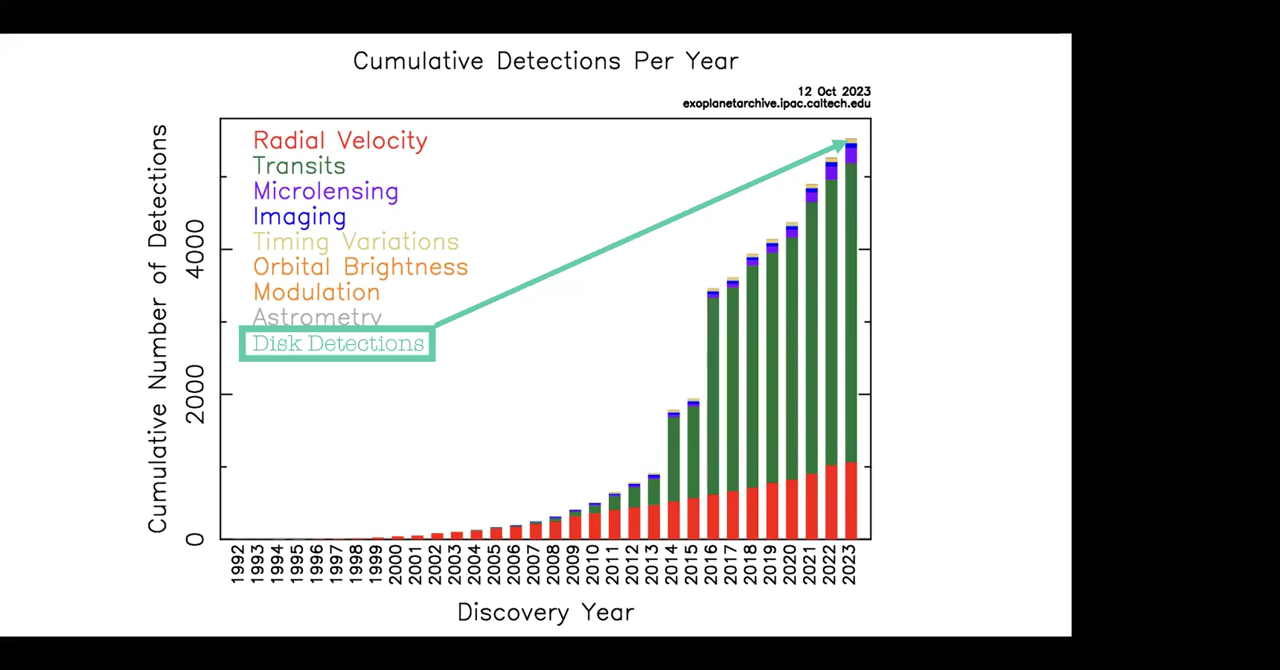 Cumulative Detections Per Year
12 Oct 2023
exoplanetarchive.ipac.caltech.edu
Radial Velocity
Transits
Microlensing
Imaging
Timing Variations
Orbital Brightness
Modulation
Astrometry
Disk Detections
Cumulative Number of Detections
4000
2000
0
1992 1993 1994 1995 1996 1997 1998 1999 2000 2001 2002 2003 2004 2005 2006 2007 2008 2009 2010 2011 2012 2013 2014 2015 2016 2017 2018 2019 2020 2021 2022 2023
Discovery Year